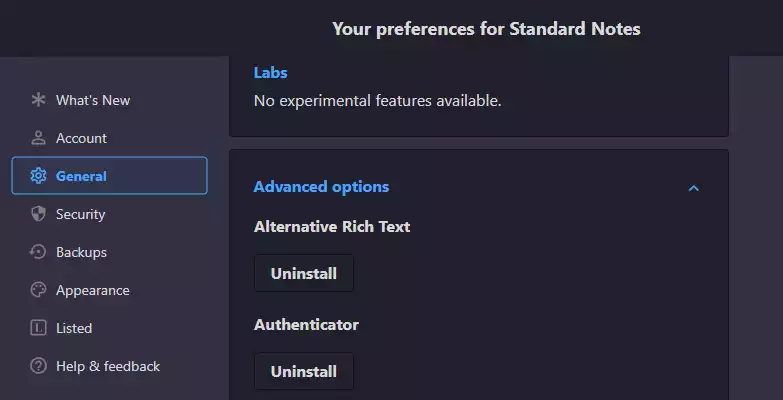 Your preferences for Standard Notes
What's New
Account
General
Security
Backups
Appearance
Listed
Help & feedback
Labs
No experimental features available.
Advanced options
Alternative Rich Text
Uninstall
Authenticator
Uninstall